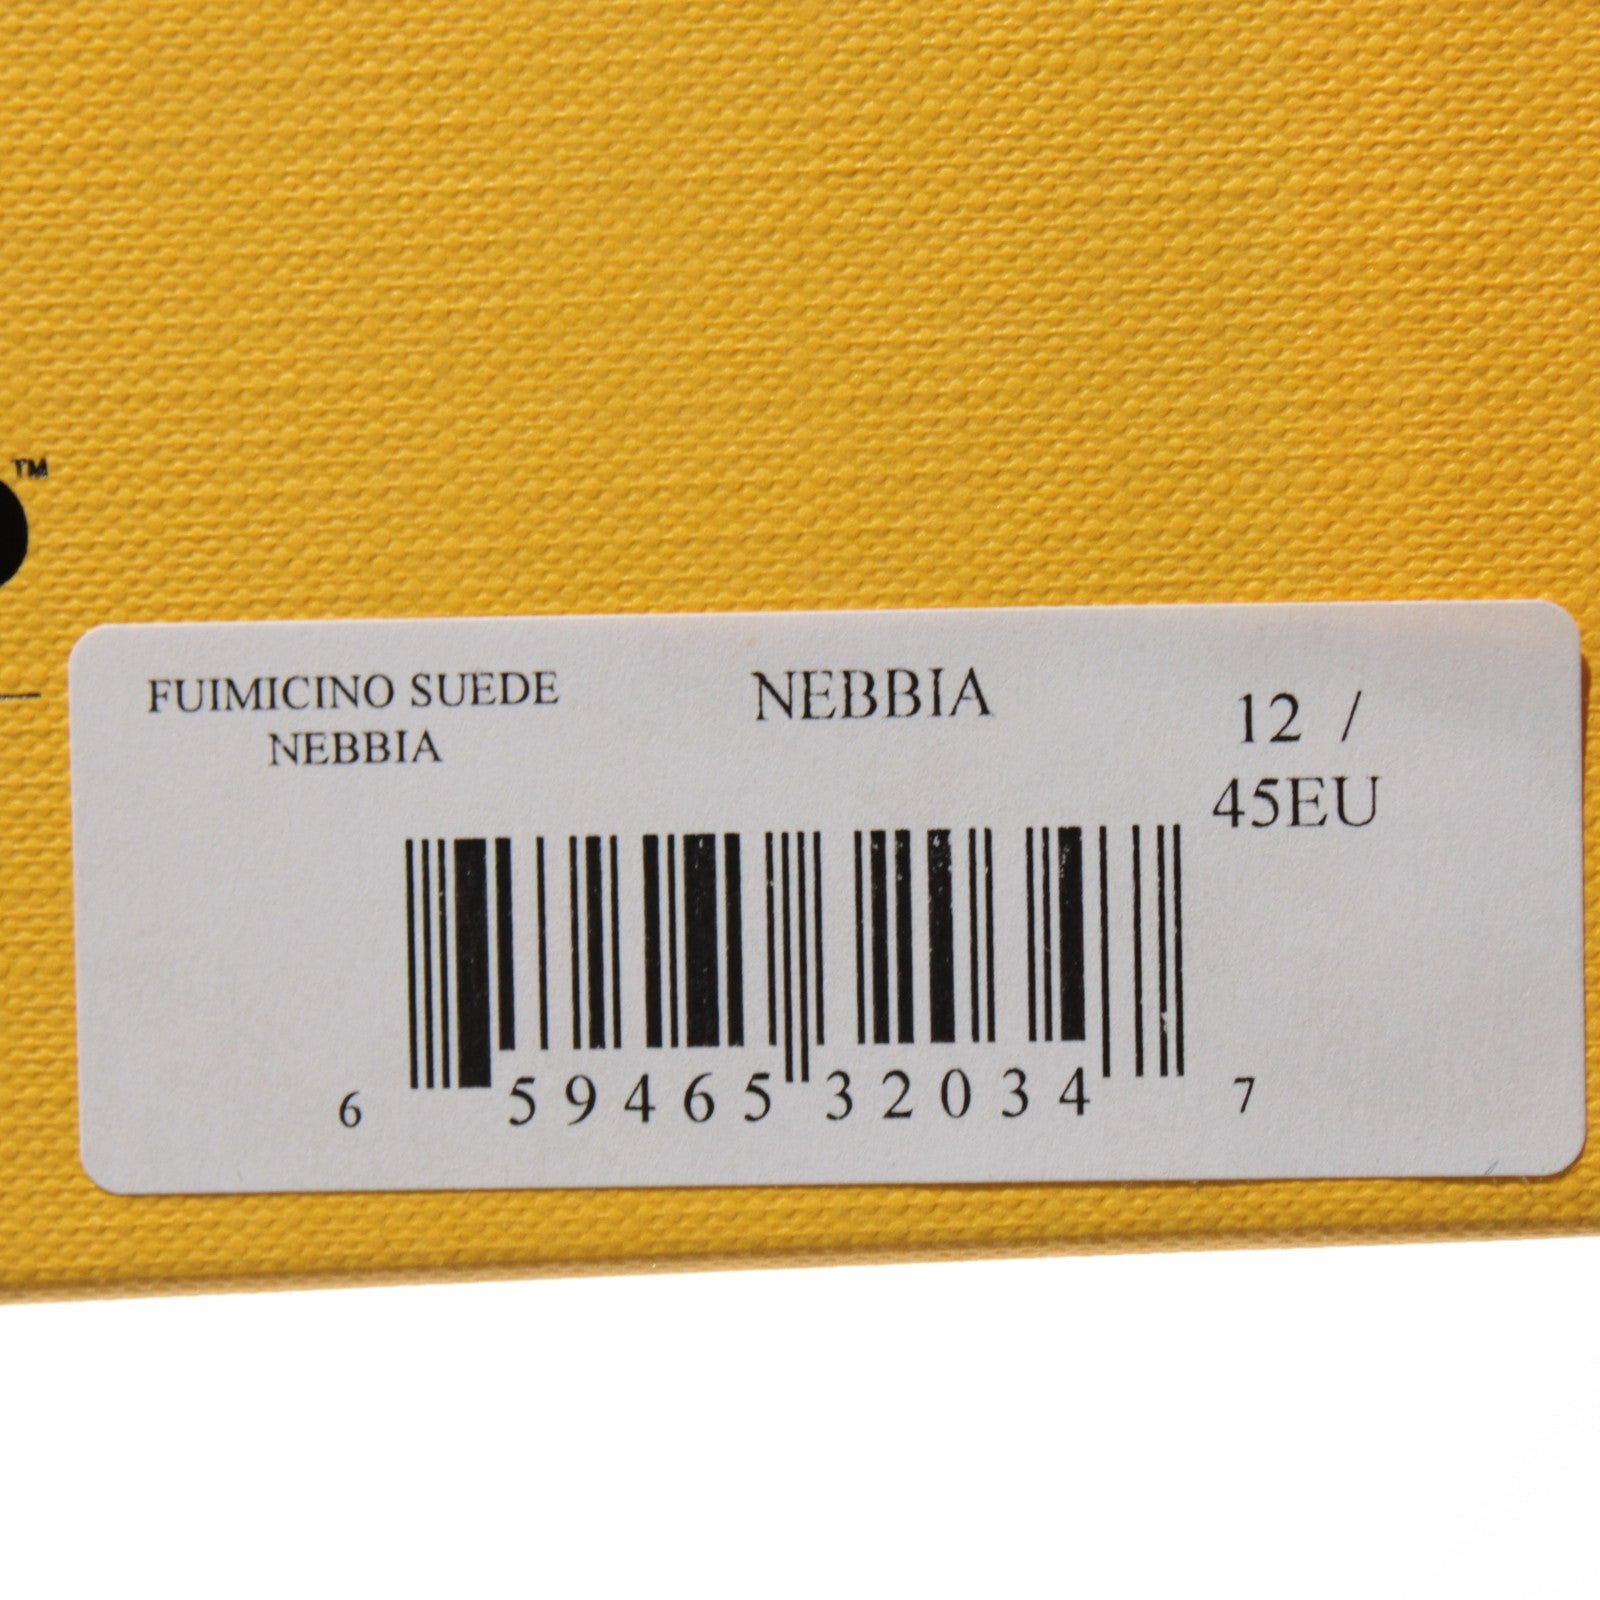 ™
FUIMICINO SUEDE
NEBBIA
NEBBIA
12 /
45EU
6 59465 32034 7